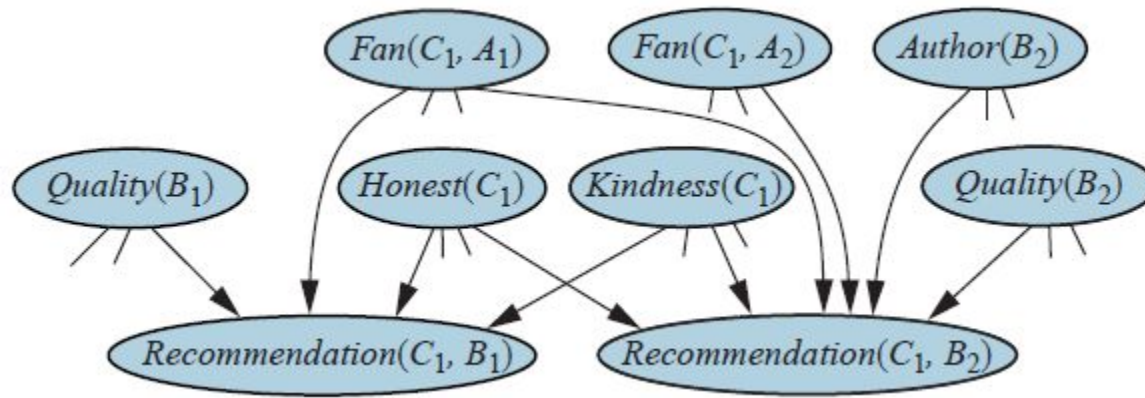 Fan(C1, A1) Fan(C1, A2) Author(B2)
Quality(B1) Honest(C1) Kindness(C1) Quality(B2)
Recommendation(C1, B1) Recommendation(C1, B2)